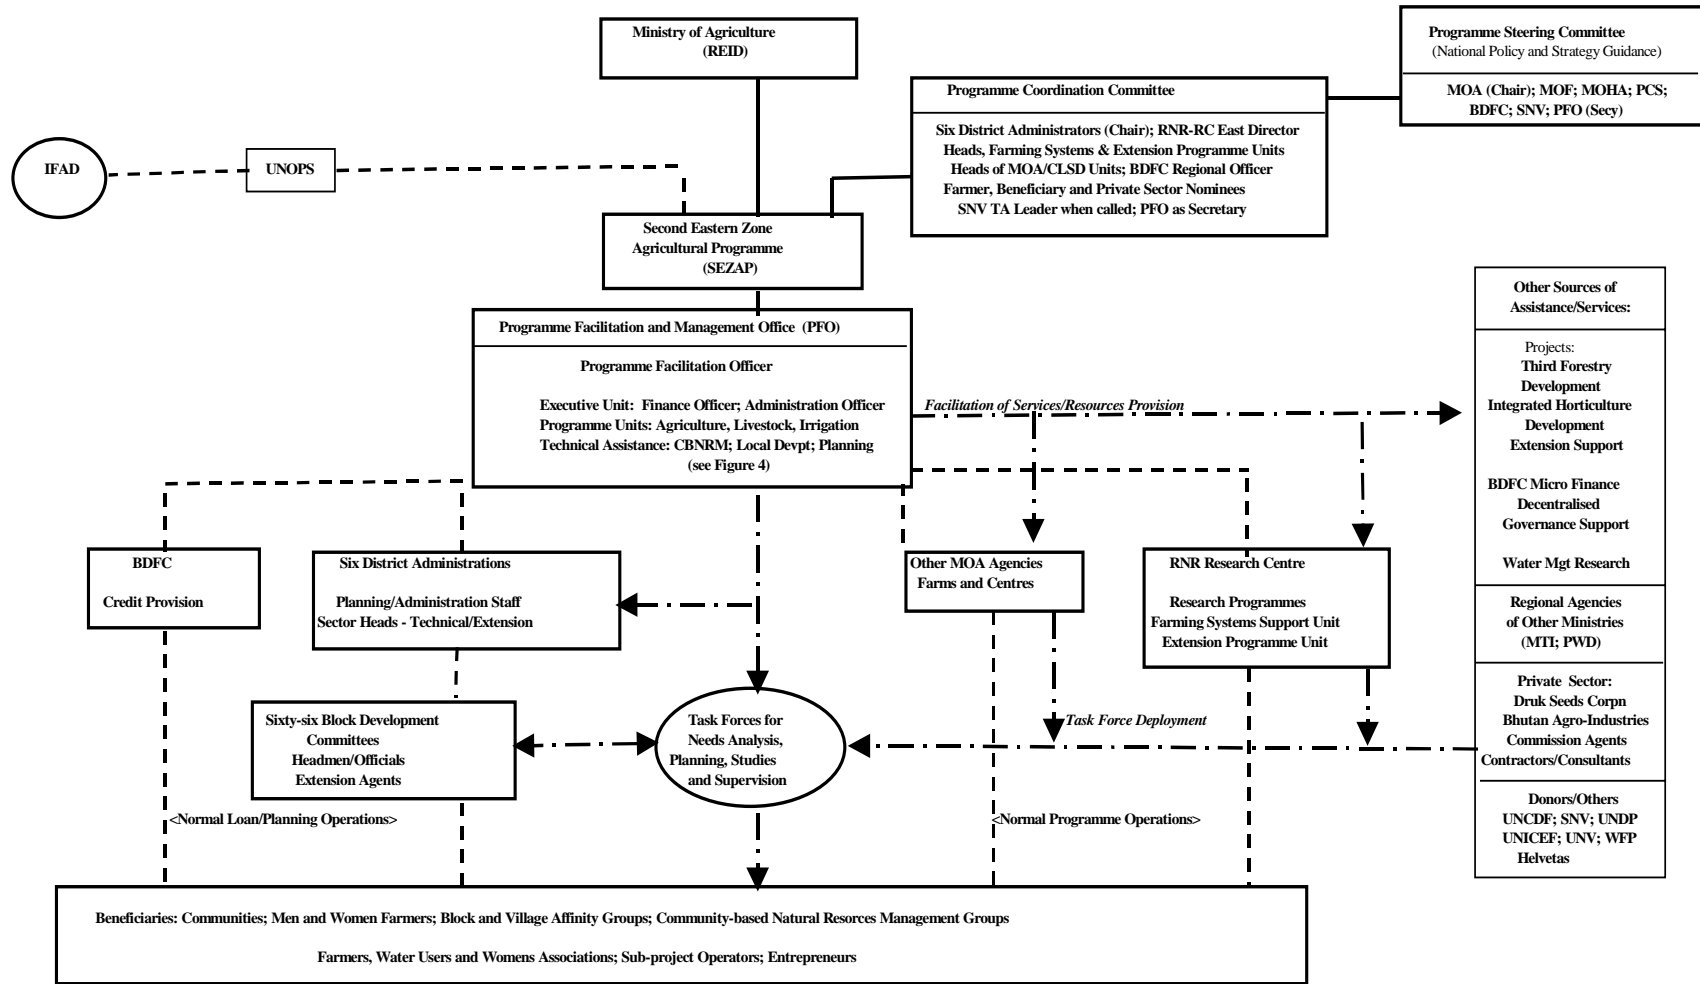 Ministry of Agriculture
(REID)
Programme Steering Committee
(National Policy and Strategy Guidance)
MOA (Chair); MOF; MOHA; PCS;
BDFC; SNV; PFO (Secy)
Programme Coordination Committee
Six District Administrators (Chair); RNR-RC East Director
Heads, Farming Systems & Extension Programme Units
Heads of MOA/CLSD Units; BDFC Regional Officer
Farmer, Beneficiary and Private Sector Nominees
SNV TA Leader when called; PFO as Secretary
IFAD
UNOPS
Second Eastern Zone
Agricultural Programme
(SEZAP)
Programme Facilitation and Management Office (PFO)
Programme Facilitation Officer
Executive Unit: Finance Officer; Administration Officer
Programme Units: Agriculture, Livestock, Irrigation
Technical Assistance: CBNRM; Local Devpt; Planning
(see Figure 4)
Facilitation of Services/Resources Provision
Other Sources of
Assistance/Services:
Projects:
Third Forestry
Development
Integrated Horticulture
Development
Extension Support
BDFC Micro Finance
Decentralised
Governance Support
Water Mgt Research
Regional Agencies
of Other Ministries
(MTI; PWD)
Private Sector:
Druk Seeds Corpn
Bhutan Agro-Industries
Commission Agents
Contractors/Consultants
Donors/Others
UNCDF; SNV; UNDP
UNICEF; UNV; WFP
Helvetas
BDFC
Credit Provision
Six District Administrations
Planning/Administration Staff
Sector Heads - Technical/Extension
Other MOA Agencies
Farms and Centres
RNR Research Centre
Research Programmes
Farming Systems Support Unit
Extension Programme Unit
Sixty-six Block Development
Committees
Headmen/Officials
Extension Agents
Task Forces for
Needs Analysis,
Planning, Studies
and Supervision
Task Force Deployment
<Normal Loan/Planning Operations>
<Normal Programme Operations>
Beneficiaries: Communities; Men and Women Farmers; Block and Village Affinity Groups; Community-based Natural Resorces Management Groups
Farmers, Water Users and Womens Associations; Sub-project Operators; Entrepreneurs